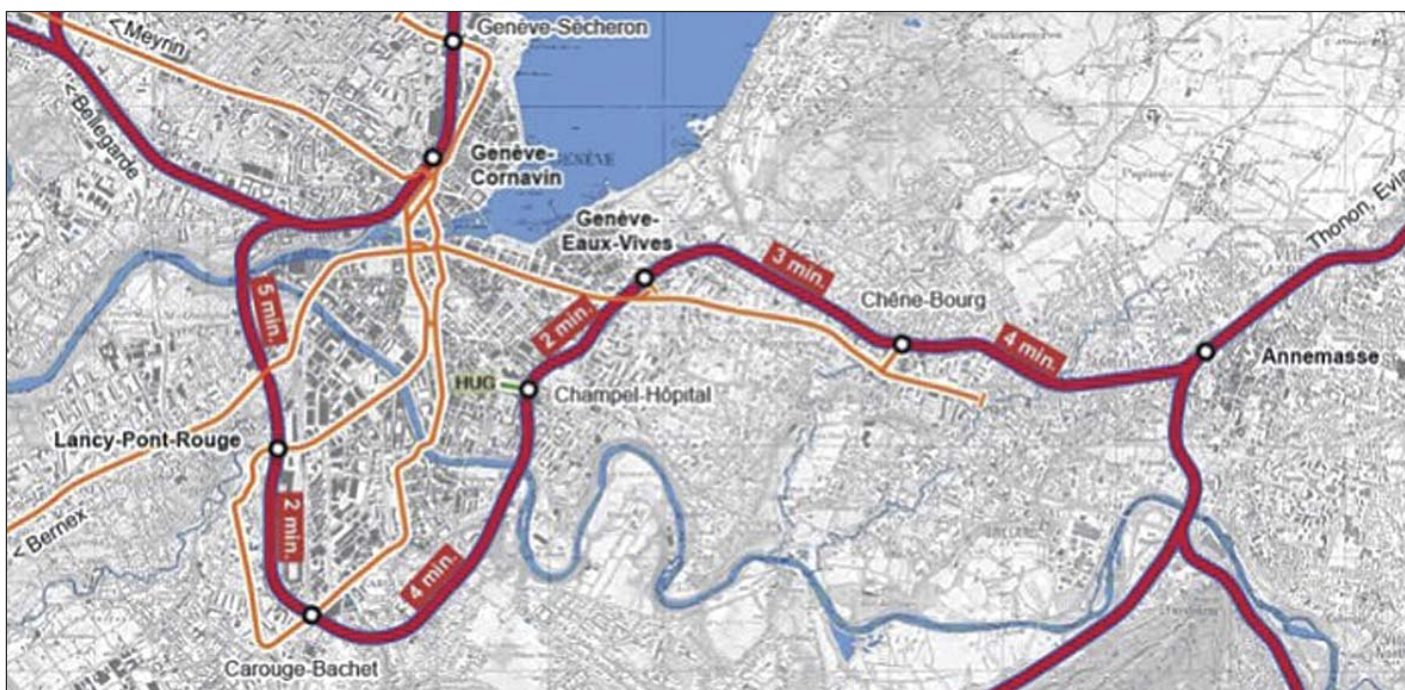 Genève-Sécheron
< Meyrin
< Bellegarde
Genève-
Cornavin
GENÈVE
Genève-
Eaux-Vives
Thonon, Evia
3 min.
5 min.
2 min.
Chêne-Bourg
4 min.
Annemasse
HUG
Champel-Hôpital
Lancy-Pont-Rouge
2 min.
< Bernex
4 min.
Carouge-Bachet